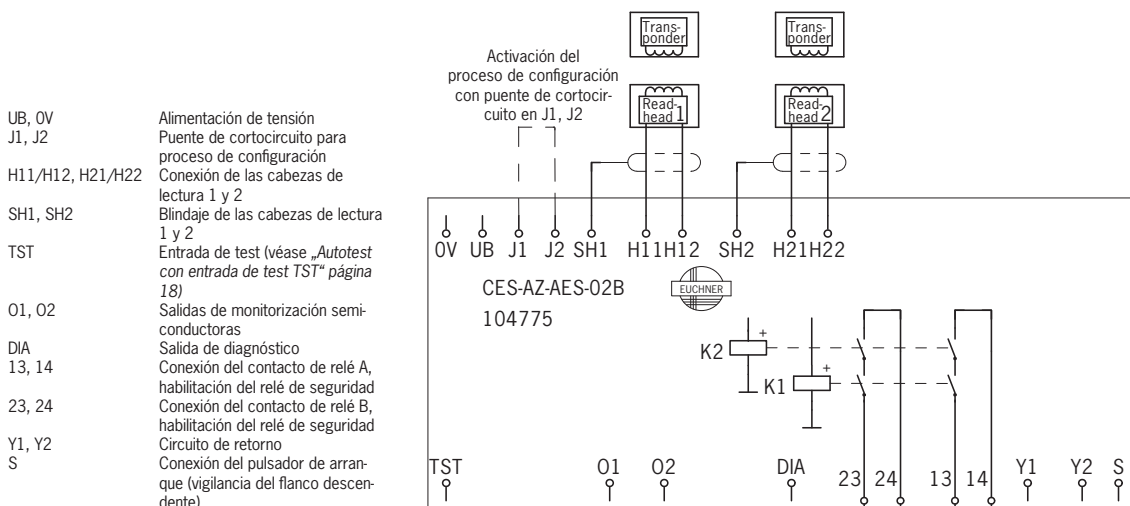 UB, 0V Alimentación de tensión
J1, J2 Puente de cortocircuito para
proceso de configuración
H11/H12, H21/H22 Conexión de las cabezas de
lectura 1 y 2
SH1, SH2 Blindaje de las cabezas de lectura
1 y 2
TST Entrada de test (véase „Autotest
con entrada de test TST“ página
18)
O1, O2 Salidas de monitorización semi-
conductoras
DIA Salida de diagnóstico
13, 14 Conexión del contacto de relé A,
habilitación del relé de seguridad
23, 24 Conexión del contacto de relé B,
habilitación del relé de seguridad
Y1, Y2 Circuito de retorno
S Conexión del pulsador de arran-
que (vigilancia del flanco descen-
dente)
Activación del
proceso de configuración
con puente de cortocir-
cuito en J1, J2
Trans-
ponder
Trans-
ponder
Read-
head 1
Read-
head 2
0V UB J1 J2 SH1 H11 H12 SH2 H21 H22
CES-AZ-AES-02B
104775
EUCHNER
K2 +
K1 +
TST O1 O2 DIA 23 24 13 14 Y1 Y2 S